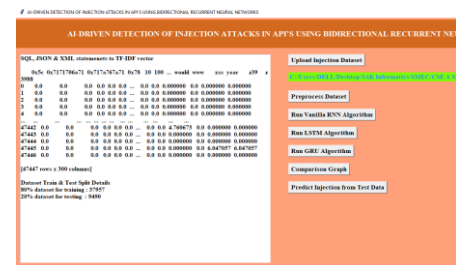 AI-DRIVEN DETECTION OF INJECTION ATTACKS IN API'S USING BIDIRECTIONAL RECURRENT NEURAL NETWORKS
AI-DRIVEN DETECTION OF INJECTION ATTACKS IN API'S USING BIDIRECTIONAL RECURRENT NEU
SQL, JSON & XML statemenets to TF-IDF vector
0x5c 0x7171706a71 0x717a767a71 0x78 10 100 ... would www xss year
0 0.0 0.0 0.0 0.0 0.0 0.0 ... 0.0 0.0 0.000000 0.0 0.000000 0.000000
1 0.0 0.0 0.0 0.0 0.0 0.0 ... 0.0 0.0 0.000000 0.0 0.000000 0.000000
2 0.0 0.0 0.0 0.0 0.0 0.0 ... 0.0 0.0 0.000000 0.0 0.000000 0.000000
3 0.0 0.0 0.0 0.0 0.0 0.0 ... 0.0 0.0 0.000000 0.0 0.000000 0.000000
4 0.0 0.0 0.0 0.0 0.0 0.0 ... 0.0 0.0 0.000000 0.0 0.000000 0.000000
47442 0.0 0.0 0.0 0.0 0.0 0.0 ... 0.0 0.0 4.760673 0.0 0.000000 0.000000
47443 0.0 0.0 0.0 0.0 0.0 0.0 ... 0.0 0.0 0.000000 0.0 0.000000 0.000000
47444 0.0 0.0 0.0 0.0 0.0 0.0 ... 0.0 0.0 0.000000 0.0 0.000000 0.000000
47445 0.0 0.0 0.0 0.0 0.0 0.0 ... 0.0 0.0 0.000000 0.0 6.047057 6.047057
47446 0.0 0.0 0.0 0.0 0.0 0.0 ... 0.0 0.0 0.000000 0.0 0.000000 0.000000
[47447 rows x 300 columns]
Dataset Train & Test Split Details
80% dataset for training : 37957
20% dataset for testing : 9490
Upload Injection Dataset
C:/Users/DELL/Desktop/SAK Informatics/
Preprocess Dataset
Run Vanilla RNN Algorithm
Run LSTM Algorithm
Run GRU Algorithm
Comparison Graph
Predict Injection from Test Data